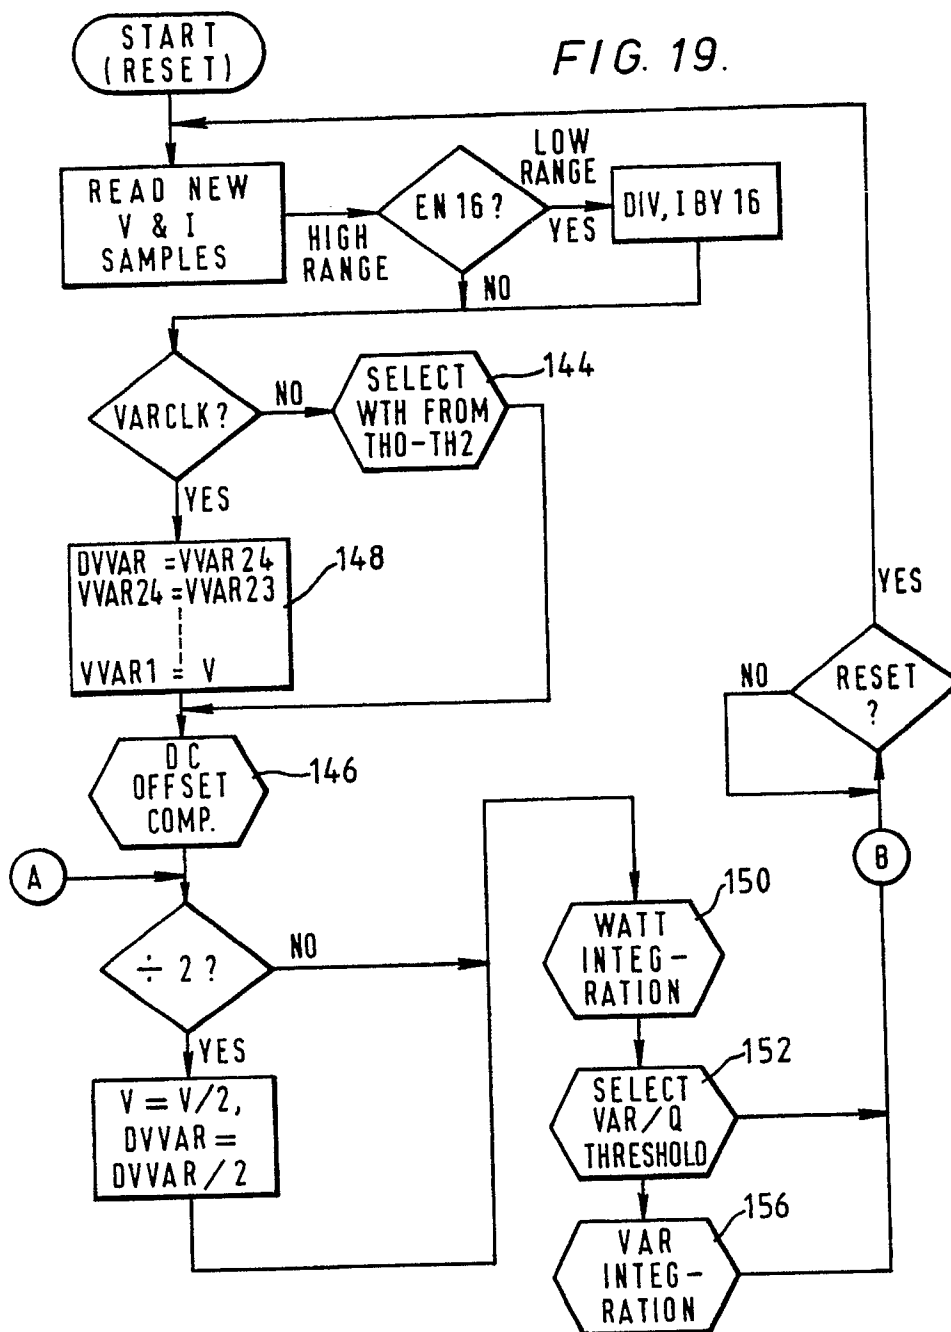 START
(RESET)
FIG. 19.
READ NEW
V & I
SAMPLES
HIGH
RANGE
EN 16 ?
LOW
RANGE
YES
DIV, I BY 16
NO
VARCLK ?
NO
SELECT
WTH FROM
TH0-TH2
144
YES
DVVAR = VVAR 24
VVAR24 = VVAR23
VVAR1 = V
148
DC
OFFSET
COMP.
146
A
÷ 2 ?
NO
YES
V = V/2,
DVVAR =
DVVAR / 2
WATT
INTEG-
RATION
150
SELECT
VAR / Q
THRESHOLD
152
VAR
INTEG-
RATION
156
YES
RESET
?
NO
B